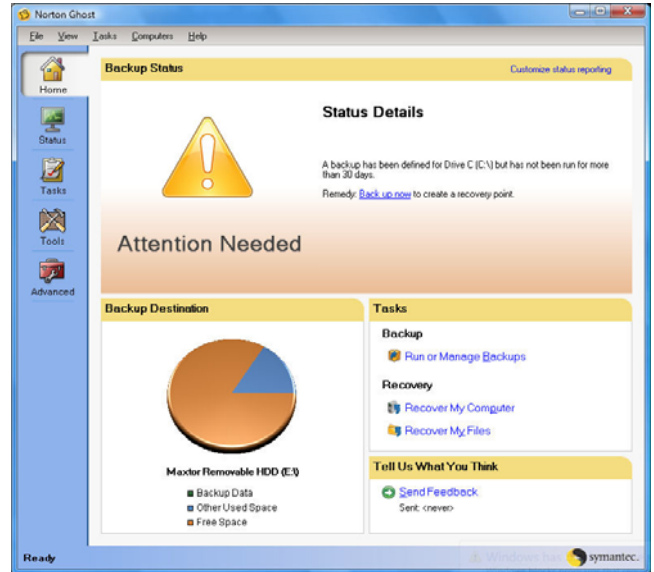 Norton Ghost
File View Tasks Computers Help
Home
Status
Tasks
Tools
Advanced
Backup Status
Customize status reporting
Status Details
A backup has been defined for Drive C (C:\) but has not been run for more
than 30 days.
Remedy: Back up now to create a recovery point.
Attention Needed
Backup Destination
Maxtor Removable HDD (E:\)
Backup Data
Other Used Space
Free Space
Tasks
Backup
Run or Manage Backups
Recovery
Recover My Computer
Recover My Files
Tell Us What You Think
Send Feedback
Sent: <never>
Ready
Windows has
symantec.